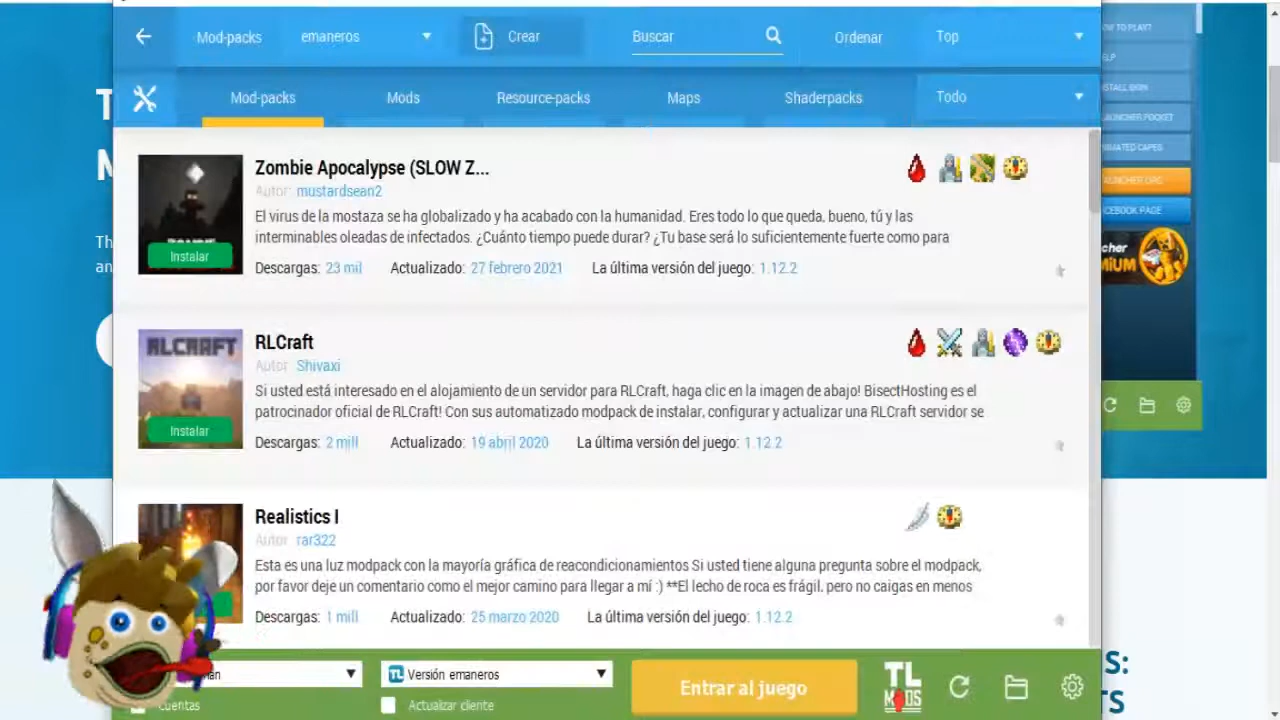 Mod-packs emaneros Crear Buscar Ordenar Top
Mod-packs Mods Resource-packs Maps Shaderpacks Todo
Zombie Apocalypse (SLOW Z...
Autor: mustardsean2
El virus de la mostaza se ha globalizado y ha acabado con la humanidad. Eres todo lo que queda, bueno, tú y las
interminables oleadas de infectados. ¿Cuánto tiempo puede durar? ¿Tu base será lo suficientemente fuerte como para
Instalar
Descargas: 23 mil Actualizado: 27 febrero 2021 La última versión del juego: 1.12.2
RLCRAFT
RLCraft
Autor Shivaxi
Si usted está interesado en el alojamiento de un servidor para RLCraft, haga clic en la imagen de abajo! BisectHosting es el
patrocinador oficial de RLCraft! Con sus automatizado modpack de instalar, configurar y actualizar una RLCraft servidor se
Instalar
Descargas: 2 mill Actualizado: 19 abril 2020 La última versión del juego: 1.12.2
Realistics I
Autor rar322
Esta es una luz modpack con la mayoría gráfica de reacondicionamientos Si usted tiene alguna pregunta sobre el modpack,
por favor deje un comentario como el mejor camino para llegar a mí :) **El lecho de roca es frágil, pero no caigas en menos
Descargas: 1 mill Actualizado: 25 marzo 2020 La última versión del juego: 1.12.2
TL Versión emaneros
Entrar al juego
TL
MODS
Cuentas
Actualizar cliente
TO PLAY?
FACEBOOK PAGE
S:
TS